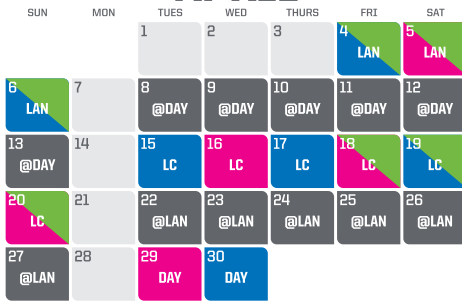 SUN MON TUES WED THURS FRI SAT
1 2 3 4 5
LAN LAN
6 7 8 9 10 11 12
LAN @DAY @DAY @DAY @DAY @DAY
13 14 15 16 17 18 19
@DAY LC LC LC LC LC
20 21 22 23 24 25 26
LC @LAN @LAN @LAN @LAN @LAN
27 28 29 30
@LAN DAY DAY